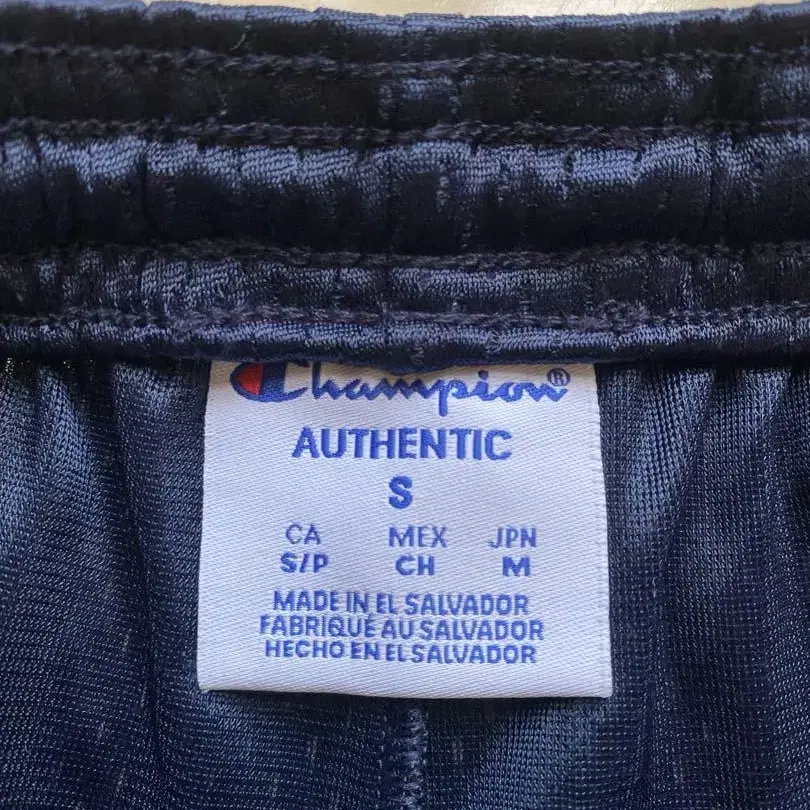 Champion®
AUTHENTIC
S
CA MEX JPN
S/P CH M
MADE IN EL SALVADOR
FABRIQUÉ AU SALVADOR
HECHO EN EL SALVADOR